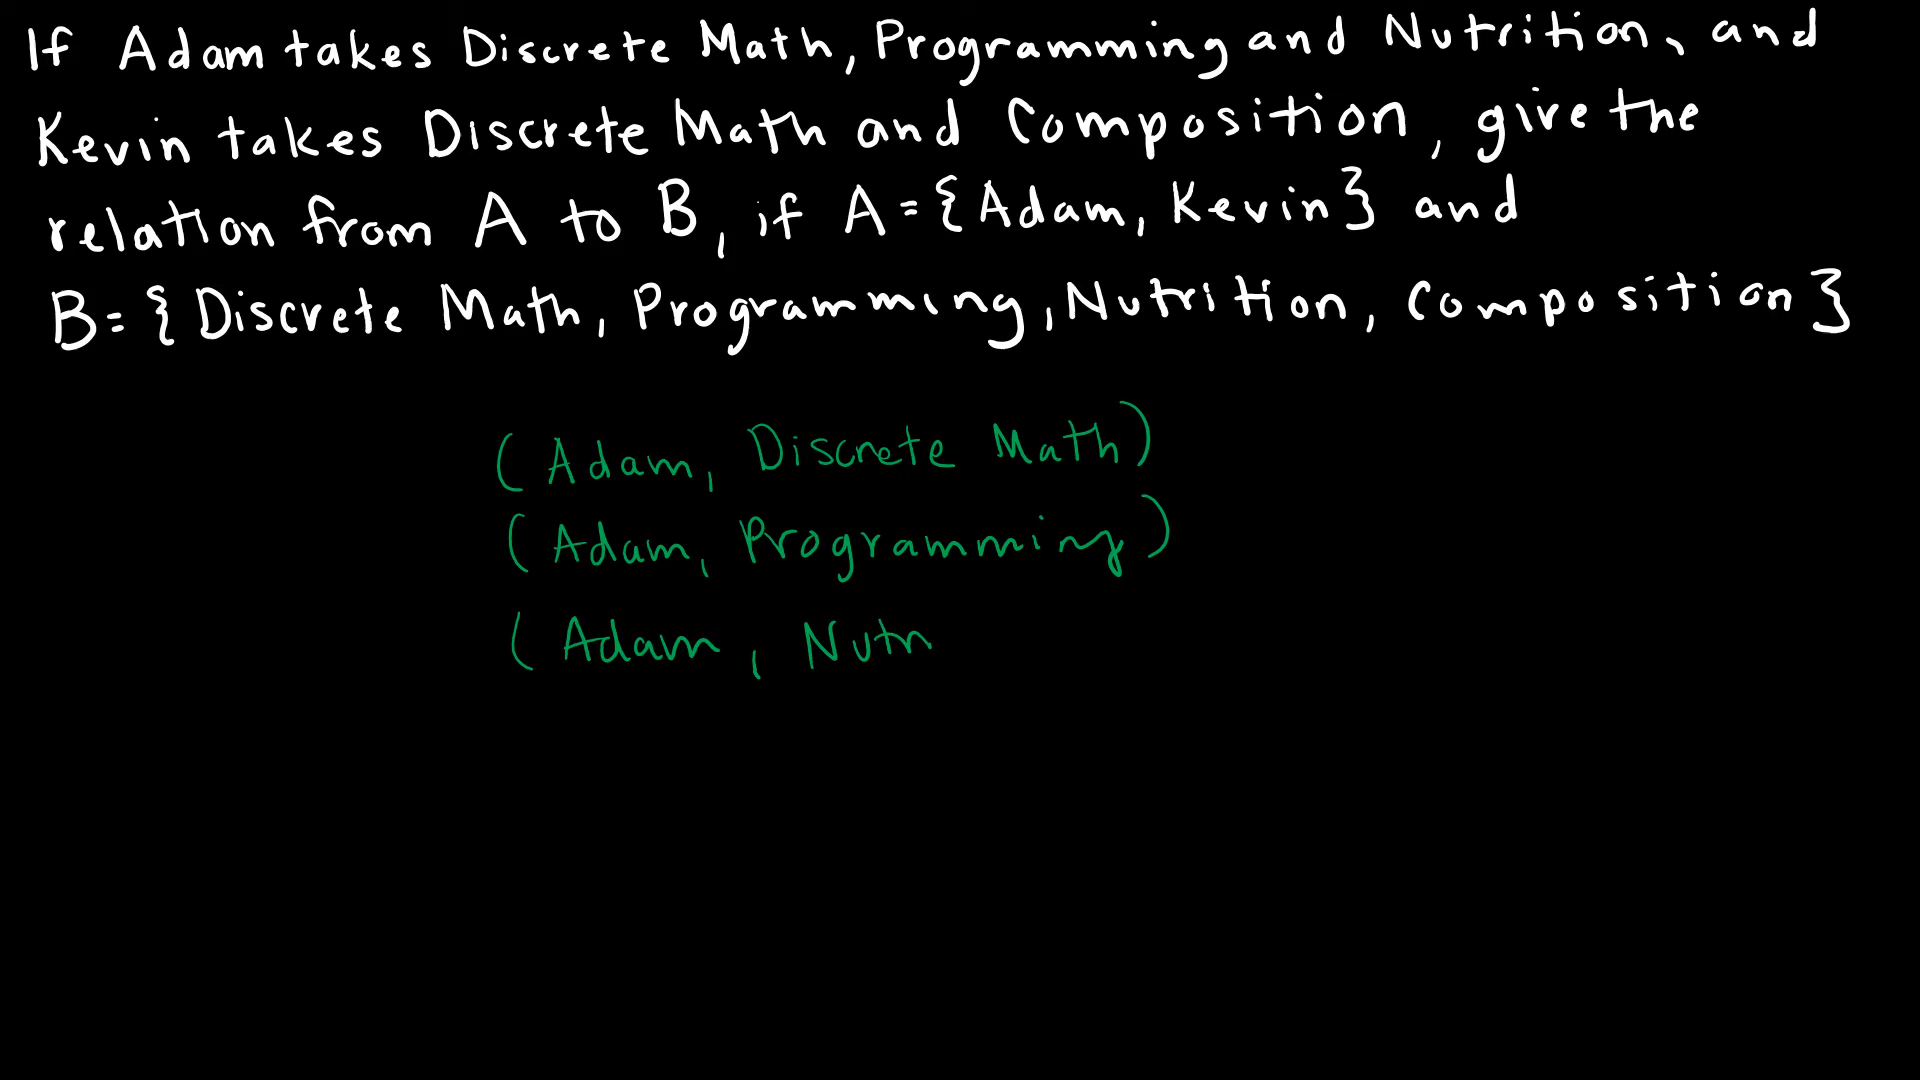 If Adam takes Discrete Math, Programming and Nutrition, and
Kevin takes Discrete Math and Composition, give the
relation from A to B, if A={Adam, Kevin} and
B={Discrete Math, Programming, Nutrition, Composition}
(Adam, Discrete Math)
(Adam, Programming)
(Adam, Nutri